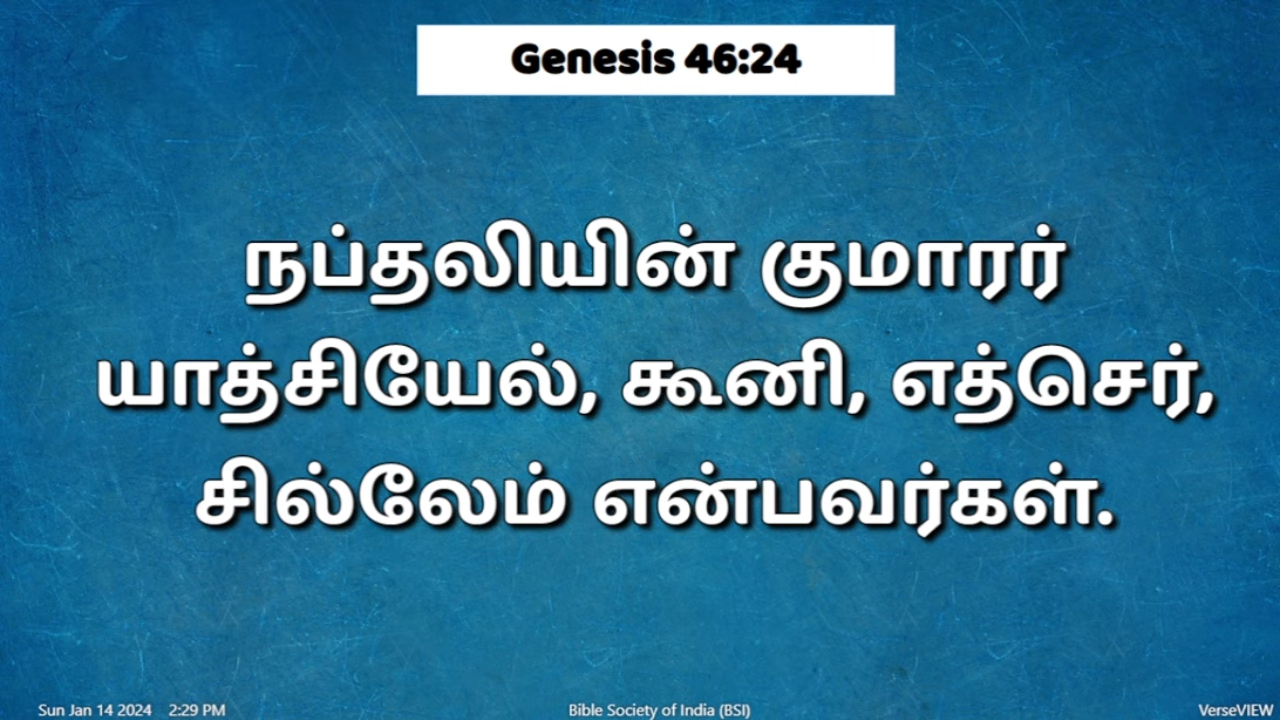 Genesis 46:24
நப்தலியின் குமாரர்
யாத்சியேல், கூனி, எத்செர்,
சில்லேம் என்பவர்கள்.
Sun Jan 14 2024 2:29 PM
Bible Society of India (BSI)
VerseVIEW